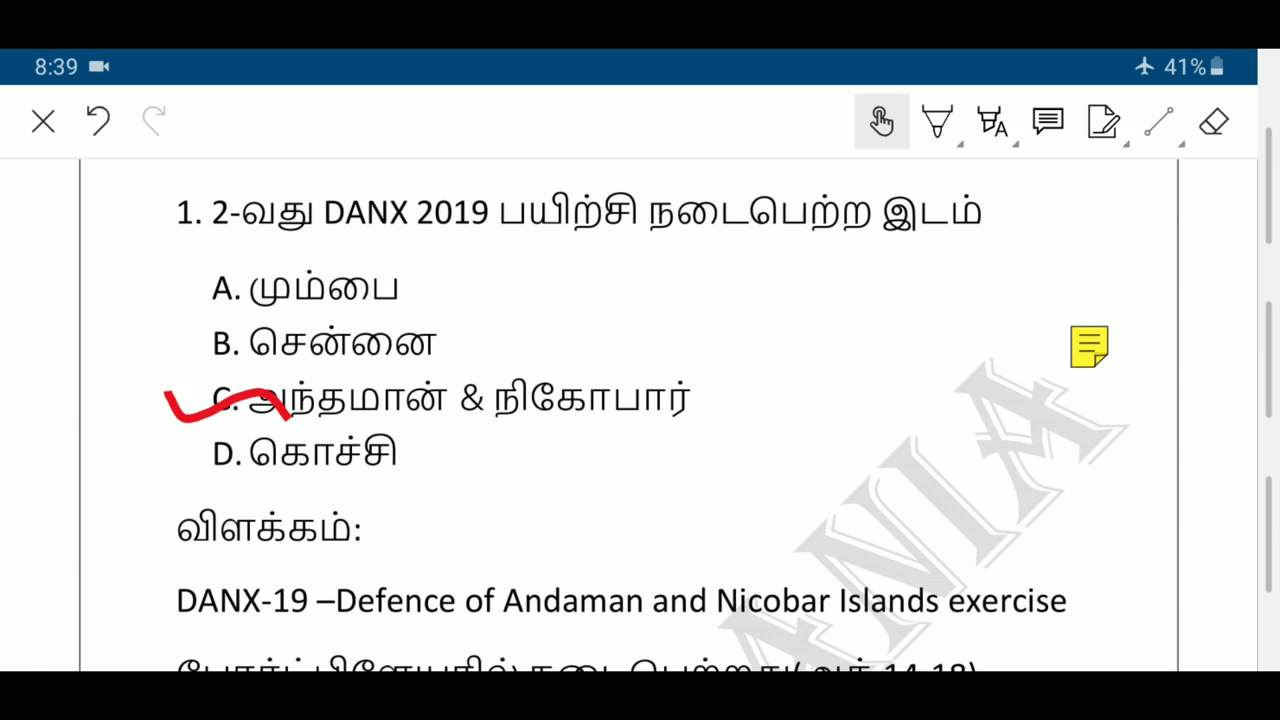 8:39
41%
1. 2-வது DANX 2019 பயிற்சி நடைபெற்ற இடம்
A. மும்பை
B. சென்னை
C. அந்தமான் & நிகோபார்
D. கொச்சி
விளக்கம்:
DANX-19 –Defence of Andaman and Nicobar Islands exercise